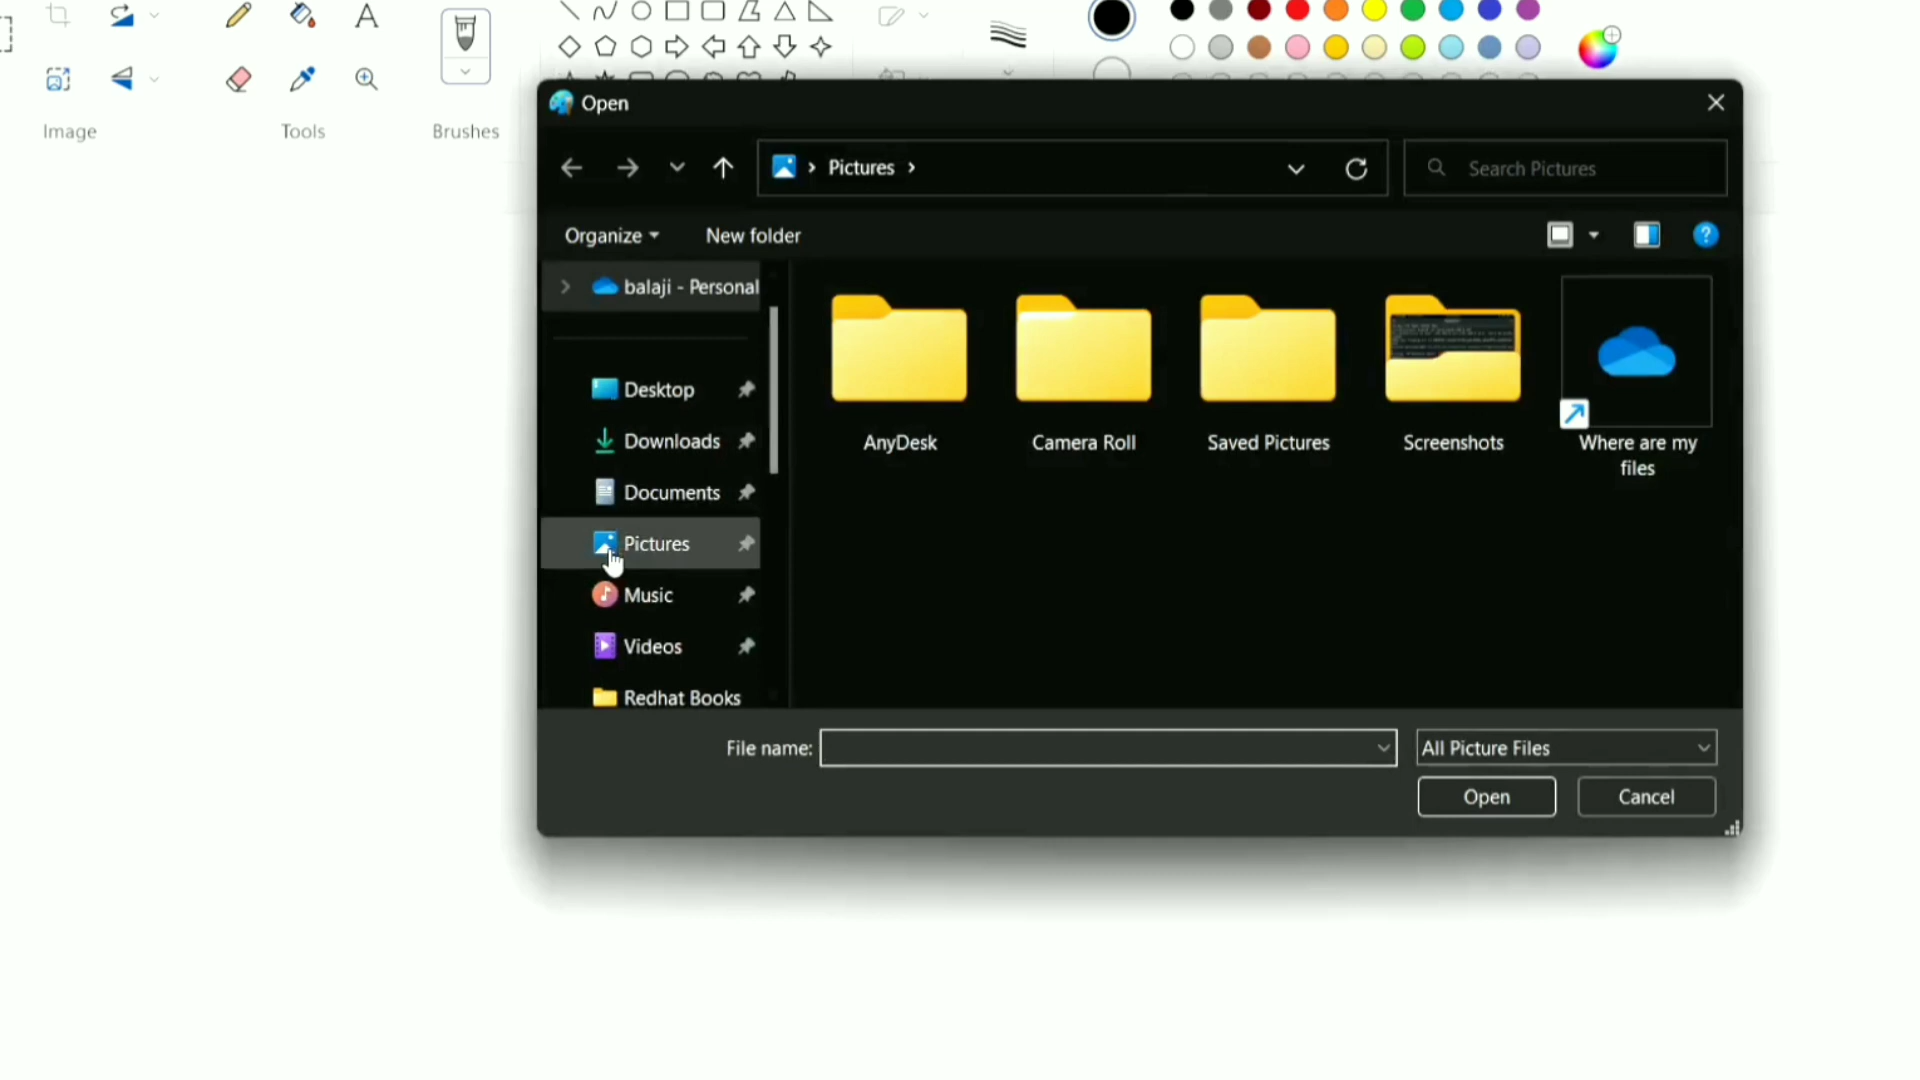 Image
Tools
Brushes
Open
Pictures
Search Pictures
Organize
New folder
balaji - Personal
Desktop
Downloads
Documents
Pictures
Music
Videos
Redhat Books
AnyDesk
Camera Roll
Saved Pictures
Screenshots
Where are my
files
File name:
All Picture Files
Open
Cancel